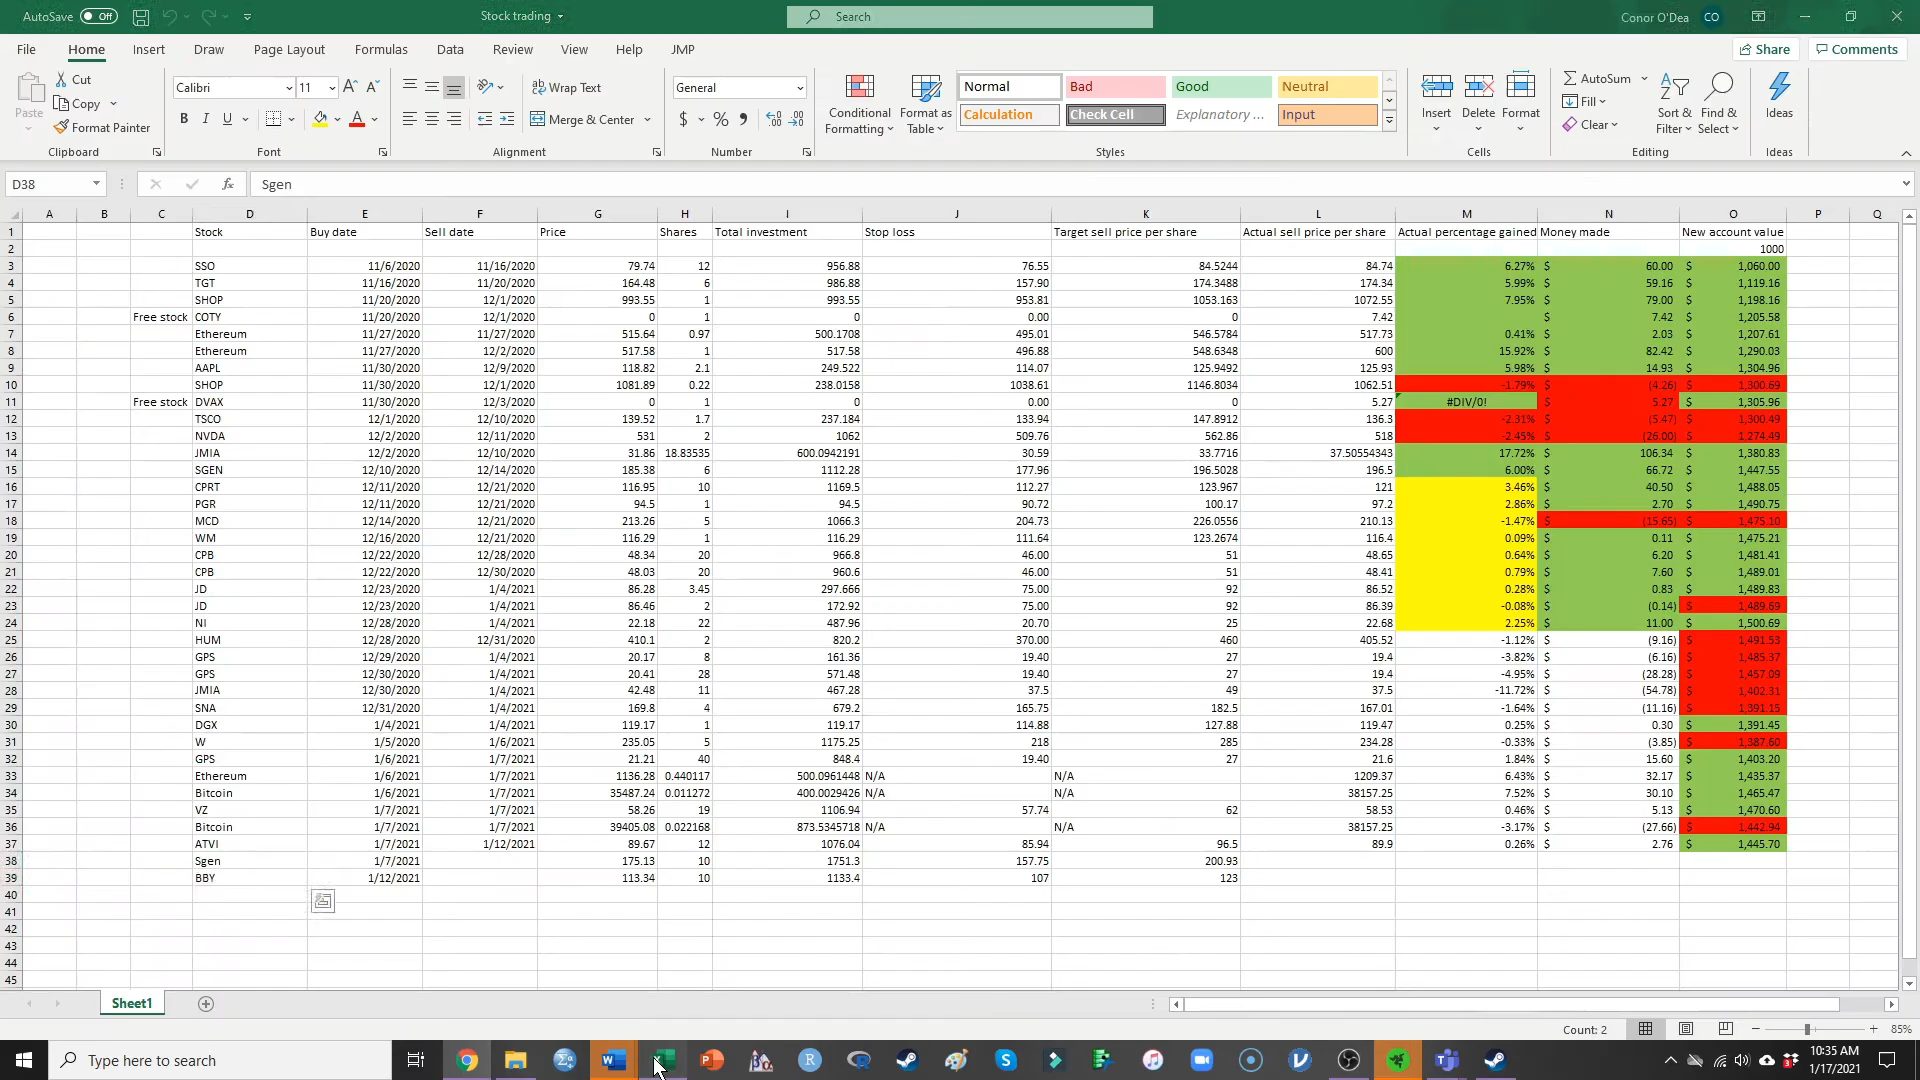 AutoSave Off Stock trading Search Conor O'Dea CO
File Home Insert Draw Page Layout Formulas Data Review View Help JMP Share Comments
Paste Cut Copy Format Painter Clipboard
Calibri 11 A A B I U A Font
Wrap Text Merge & Center Alignment
General $ % Number
Conditional Formatting Format as Table
Normal Bad Good Neutral
Calculation Check Cell Explanatory ... Input
Styles
Insert Delete Format Cells
AutoSum Fill Clear Sort & Filter Find & Select Editing
Ideas Ideas
D38 fx Sgen
A B C D E F G H I J K L M N O P Q
1 Stock Buy date Sell date Price Shares Total investment Stop loss Target sell price per share Actual sell price per share Actual percentage gained Money made New account value
2 1000
3 SSO 11/6/2020 11/16/2020 79.74 12 956.88 76.55 84.5244 84.74 6.27% $ 60.00 $ 1,060.00
4 TGT 11/16/2020 11/20/2020 164.48 6 986.88 157.90 174.3488 174.34 5.99% $ 59.16 $ 1,119.16
5 SHOP 11/20/2020 12/1/2020 993.55 1 993.55 953.81 1053.163 1072.55 7.95% $ 79.00 $ 1,198.16
6 Free stock COTY 11/20/2020 12/1/2020 0 1 0 0.00 0 7.42 $ 7.42 $ 1,205.58
7 Ethereum 11/27/2020 11/27/2020 515.64 0.97 500.1708 495.01 546.5784 517.73 0.41% $ 2.03 $ 1,207.61
8 Ethereum 11/27/2020 12/2/2020 517.58 1 517.58 496.88 548.6348 600 15.92% $ 82.42 $ 1,290.03
9 AAPL 11/30/2020 12/9/2020 118.82 2.1 249.522 114.07 125.9492 125.93 5.98% $ 14.93 $ 1,304.96
10 SHOP 11/30/2020 12/1/2020 1081.89 0.22 238.0158 1038.61 1146.8034 1062.51 -1.79% $ (4.26) $ 1,300.69
11 Free stock DVAX 11/30/2020 12/3/2020 0 1 0 0.00 0 5.27 #DIV/0! $ 5.27 $ 1,305.96
12 TSCO 12/1/2020 12/10/2020 139.52 1.7 237.184 133.94 147.8912 136.3 -2.31% $ (5.47) $ 1,300.49
13 NVDA 12/2/2020 12/11/2020 531 2 1062 509.76 562.86 518 -2.45% $ (26.00) $ 1,274.49
14 JMIA 12/2/2020 12/10/2020 31.86 18.83535 600.0942191 30.59 33.7716 37.50554343 17.72% $ 106.34 $ 1,380.83
15 SGEN 12/10/2020 12/14/2020 185.38 6 1112.28 177.96 196.5028 196.5 6.00% $ 66.72 $ 1,447.55
16 CPRT 12/11/2020 12/21/2020 116.95 10 1169.5 112.27 123.967 121 3.46% $ 40.50 $ 1,488.05
17 PGR 12/11/2020 12/21/2020 94.5 1 94.5 90.72 100.17 97.2 2.86% $ 2.70 $ 1,490.75
18 MCD 12/14/2020 12/21/2020 213.26 5 1066.3 204.73 226.0556 210.13 -1.47% $ (15.65) $ 1,475.10
19 WM 12/16/2020 12/21/2020 116.29 1 116.29 111.64 123.2674 116.4 0.09% $ 0.11 $ 1,475.21
20 CPB 12/22/2020 12/28/2020 48.34 20 966.8 46.00 51 48.65 0.64% $ 6.20 $ 1,481.41
21 CPB 12/22/2020 12/30/2020 48.03 20 960.6 46.00 51 48.41 0.79% $ 7.60 $ 1,489.01
22 JD 12/23/2020 1/4/2021 86.28 3.45 297.666 75.00 92 86.52 0.28% $ 0.83 $ 1,489.83
23 JD 12/23/2020 1/4/2021 86.46 2 172.92 75.00 92 86.39 -0.08% $ (0.14) $ 1,489.69
24 NI 12/28/2020 1/4/2021 22.18 22 487.96 20.70 25 22.68 2.25% $ 11.00 $ 1,500.69
25 HUM 12/28/2020 12/31/2020 410.1 2 820.2 370.00 460 405.52 -1.12% $ (9.16) $ 1,491.53
26 GPS 12/29/2020 1/4/2021 20.17 8 161.36 19.40 27 19.4 -3.82% $ (6.16) $ 1,485.37
27 GPS 12/30/2020 1/4/2021 20.41 28 571.48 19.40 27 19.4 -4.95% $ (28.28) $ 1,457.09
28 JMIA 12/30/2020 1/4/2021 42.48 11 467.28 37.5 49 37.5 -11.72% $ (54.78) $ 1,402.31
29 SNA 12/31/2020 1/4/2021 169.8 4 679.2 165.75 182.5 167.01 -1.64% $ (11.16) $ 1,391.15
30 DGX 1/4/2021 1/4/2021 119.17 1 119.17 114.88 127.88 119.47 0.25% $ 0.30 $ 1,391.45
31 W 1/5/2020 1/6/2021 235.05 5 1175.25 218 285 234.28 -0.33% $ (3.85) $ 1,387.60
32 GPS 1/6/2021 1/7/2021 21.21 40 848.4 19.40 27 21.6 1.84% $ 15.60 $ 1,403.20
33 Ethereum 1/6/2021 1/7/2021 1136.28 0.440117 500.0961448 N/A N/A 1209.37 6.43% $ 32.17 $ 1,435.37
34 Bitcoin 1/6/2021 1/7/2021 35487.24 0.011272 400.0029426 N/A N/A 38157.25 7.52% $ 30.10 $ 1,465.47
35 VZ 1/7/2021 1/7/2021 58.26 19 1106.94 57.74 62 58.53 0.46% $ 5.13 $ 1,470.60
36 Bitcoin 1/7/2021 1/7/2021 39405.08 0.022168 873.5345718 N/A N/A 38157.25 -3.17% $ (27.66) $ 1,442.94
37 ATVI 1/7/2021 1/12/2021 89.67 12 1076.04 85.94 96.5 89.9 0.26% $ 2.76 $ 1,445.70
38 Sgen 1/7/2021 175.13 10 1751.3 157.75 200.93
39 BBY 1/12/2021 113.34 10 1133.4 107 123
40
41
42
43
44
45
Sheet1
Count: 2 85%
Type here to search
10:35 AM
1/17/2021